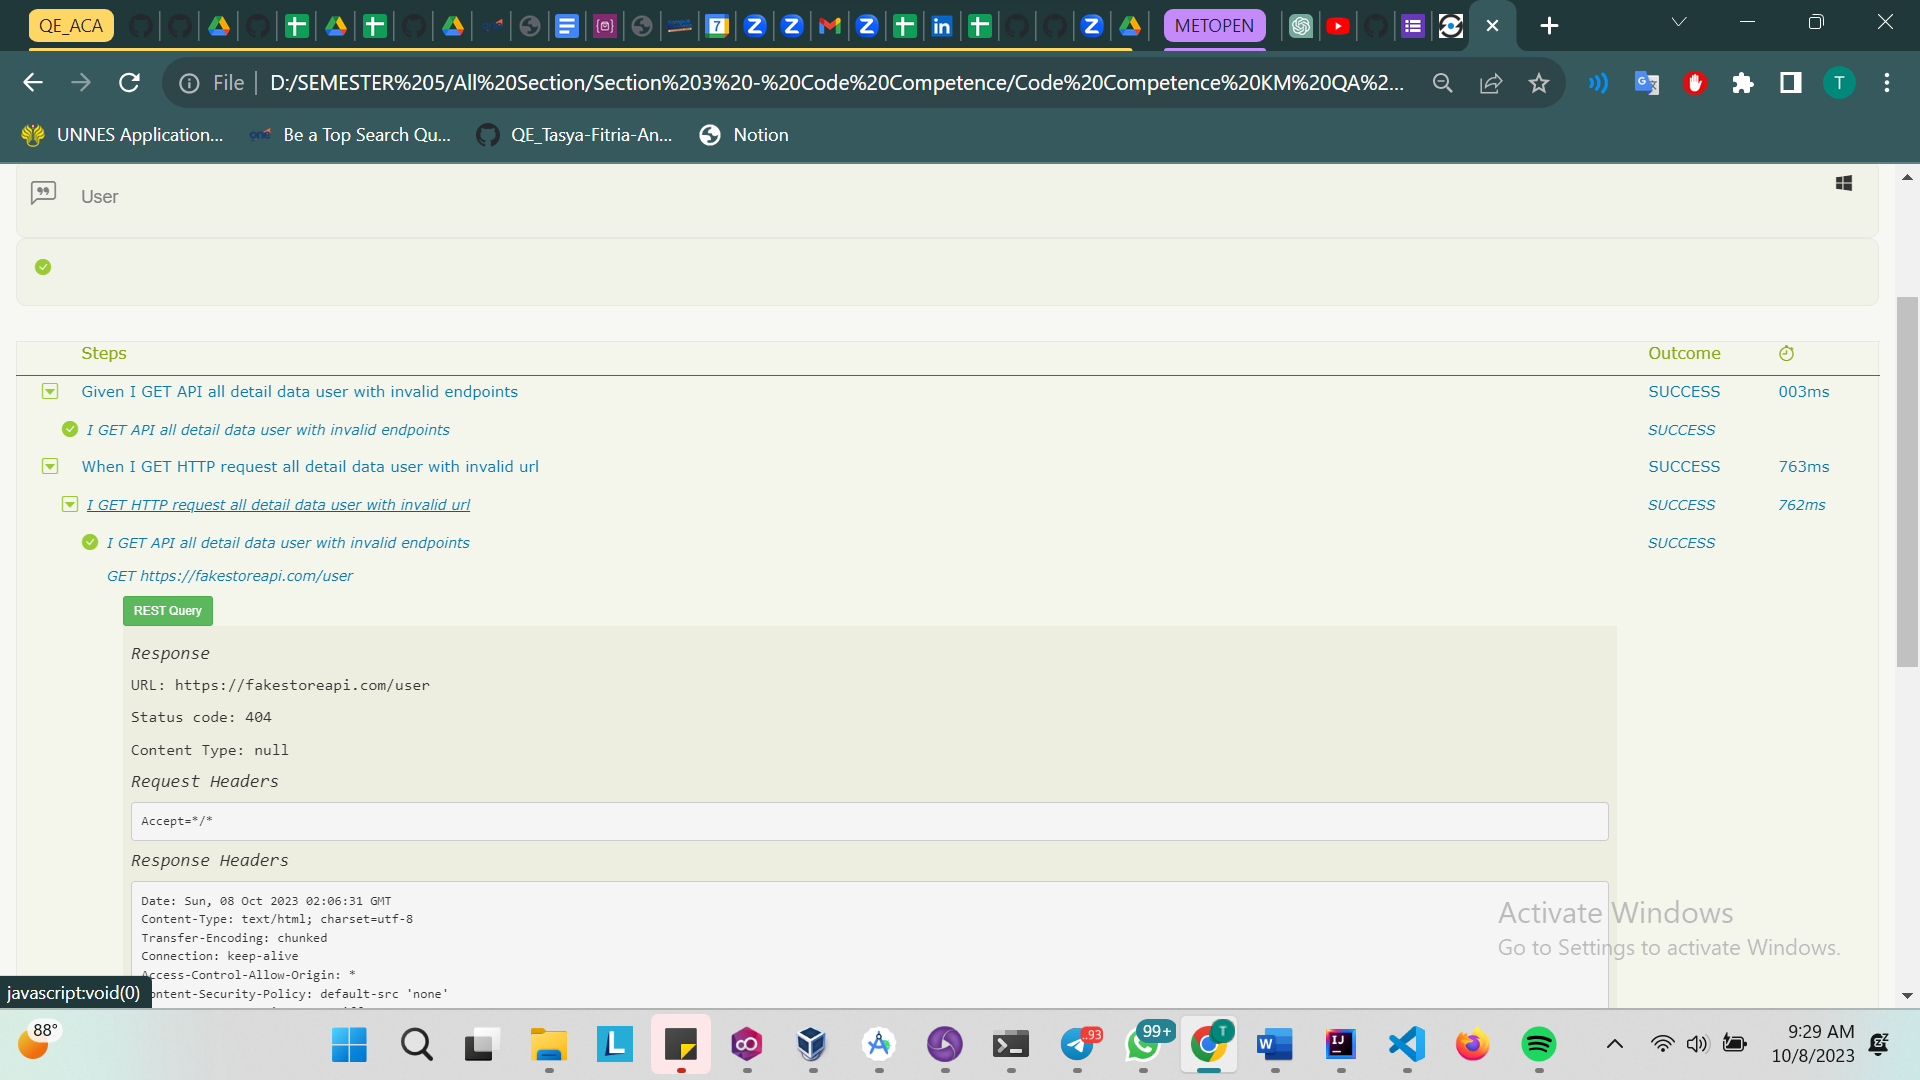 QE_ACA
METOPEN
File
D:/SEMESTER%205/All%20Section/Section%203%20-%20Code%20Competence/Code%20Competence%20KM%20QA%2...
T
UNNES Application...
Be a Top Search Qu...
QE_Tasya-Fitria-An...
Notion
User
Steps
Outcome
Given I GET API all detail data user with invalid endpoints
SUCCESS
003ms
I GET API all detail data user with invalid endpoints
SUCCESS
When I GET HTTP request all detail data user with invalid url
SUCCESS
763ms
I GET HTTP request all detail data user with invalid url
SUCCESS
762ms
I GET API all detail data user with invalid endpoints
SUCCESS
GET https://fakestoreapi.com/user
REST Query
Response
URL: https://fakestoreapi.com/user
Status code: 404
Content Type: null
Request Headers
Accept=*/*
Response Headers
Date: Sun, 08 Oct 2023 02:06:31 GMT
Content-Type: text/html; charset=utf-8
Transfer-Encoding: chunked
Connection: keep-alive
Access-Control-Allow-Origin: *
Content-Security-Policy: default-src 'none'
Activate Windows
Go to Settings to activate Windows.
javascript:void(0)
88°
93
99+
T
9:29 AM
10/8/2023